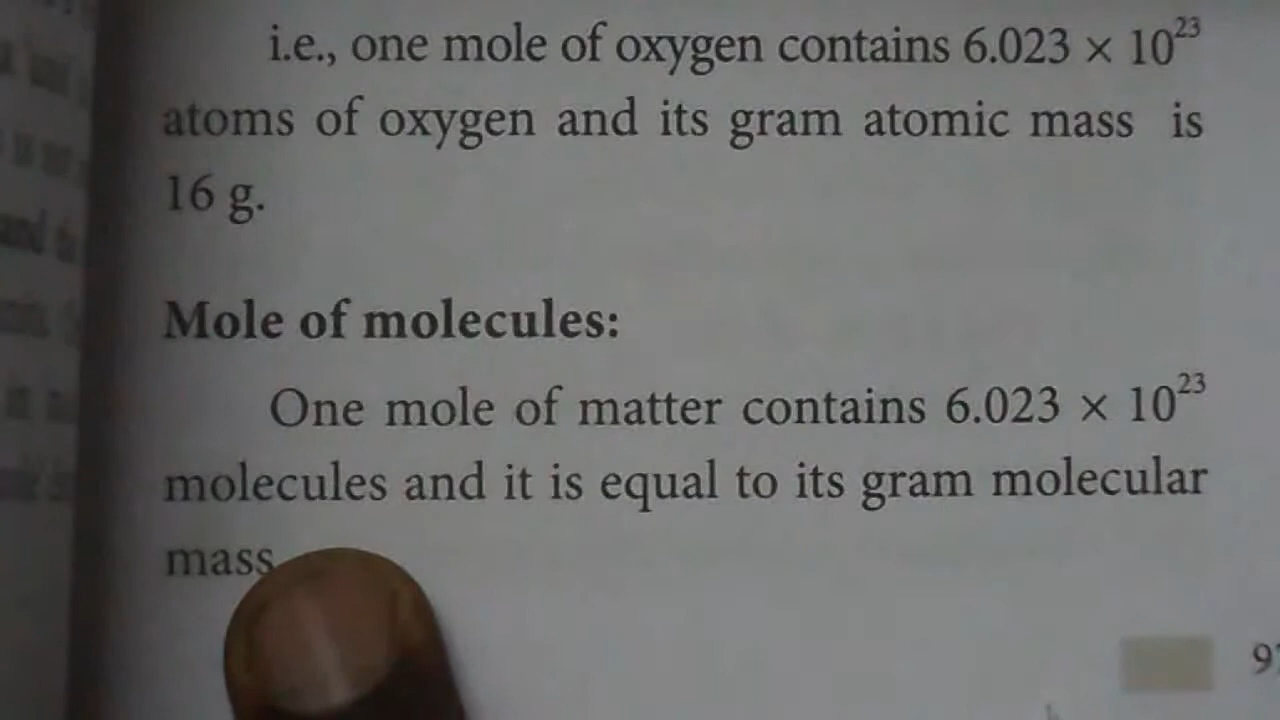 i.e., one mole of oxygen contains 6.023 × 10²³
atoms of oxygen and its gram atomic mass is
16 g.
Mole of molecules:
One mole of matter contains 6.023 × 10²³
molecules and it is equal to its gram molecular
mass